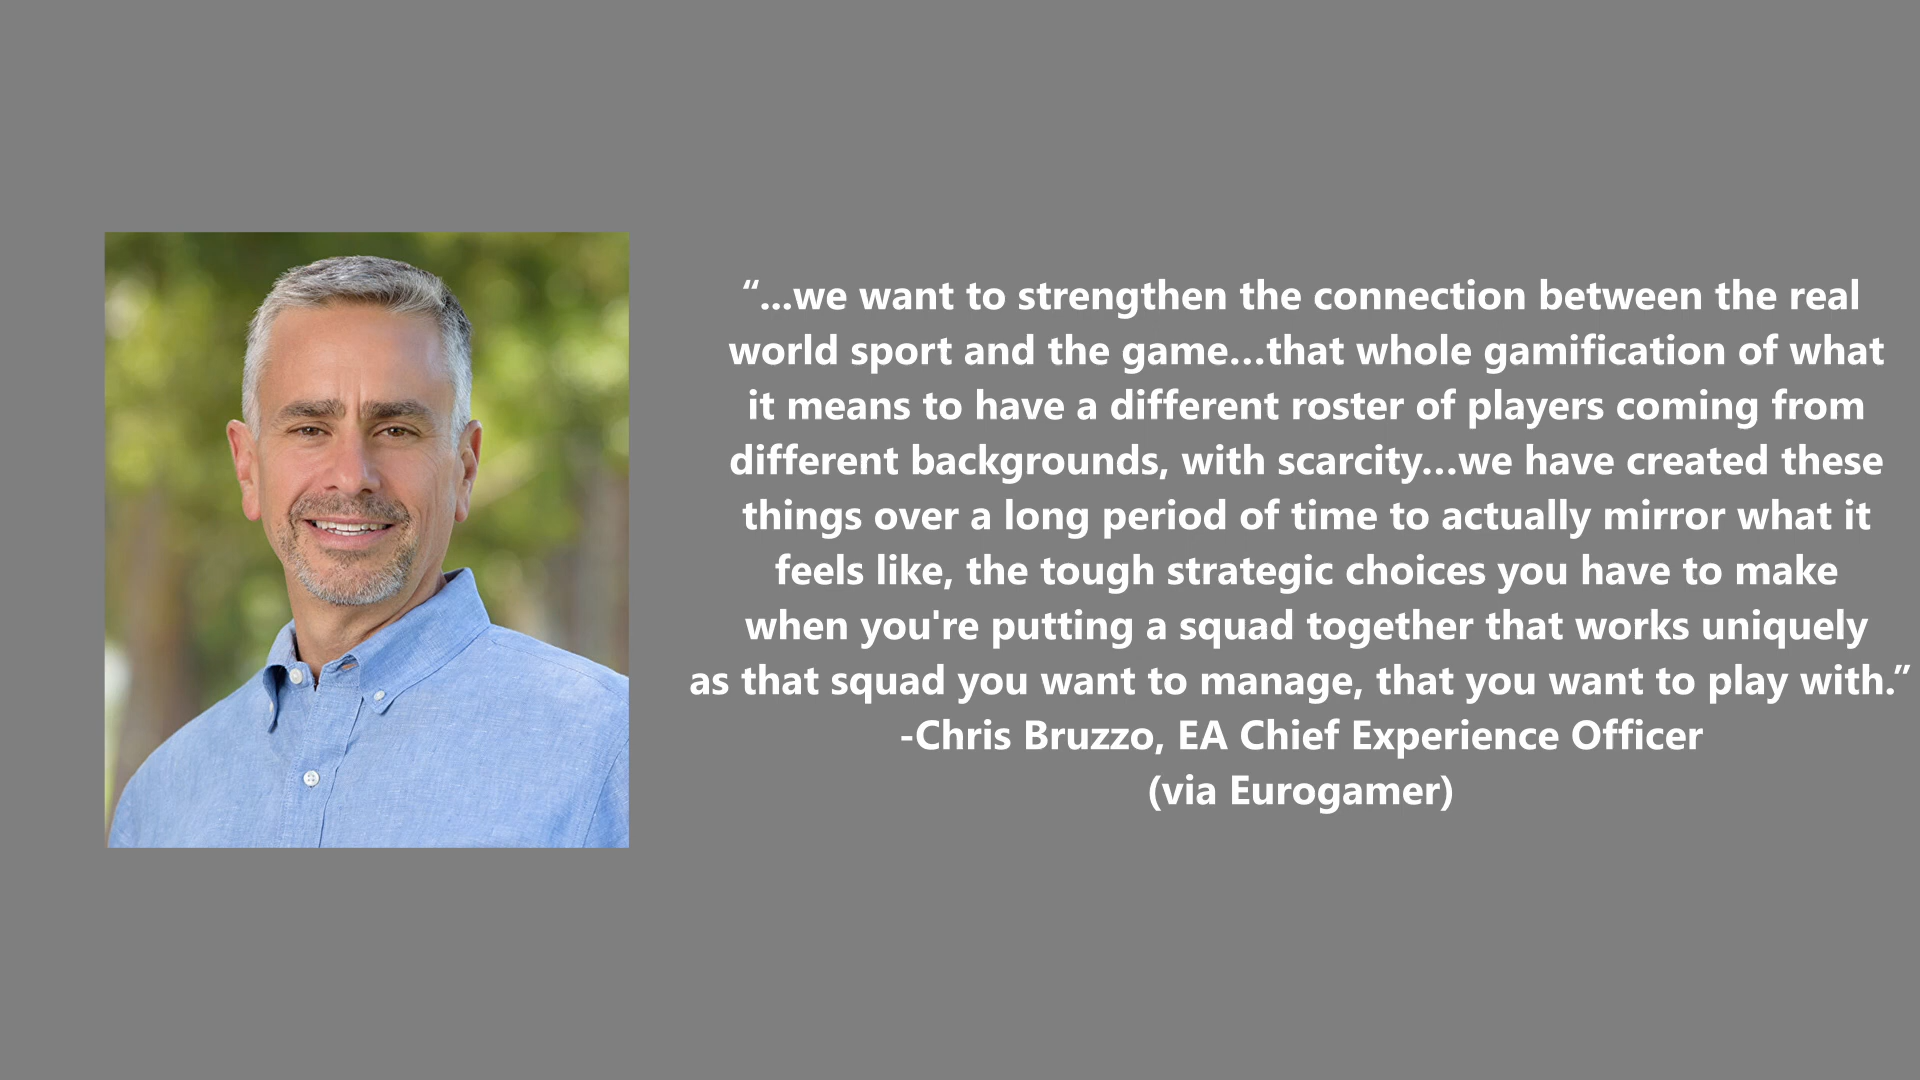 “...we want to strengthen the connection between the real
world sport and the game...that whole gamification of what
it means to have a different roster of players coming from
different backgrounds, with scarcity...we have created these
things over a long period of time to actually mirror what it
feels like, the tough strategic choices you have to make
when you're putting a squad together that works uniquely
as that squad you want to manage, that you want to play with.”
-Chris Bruzzo, EA Chief Experience Officer
(via Eurogamer)